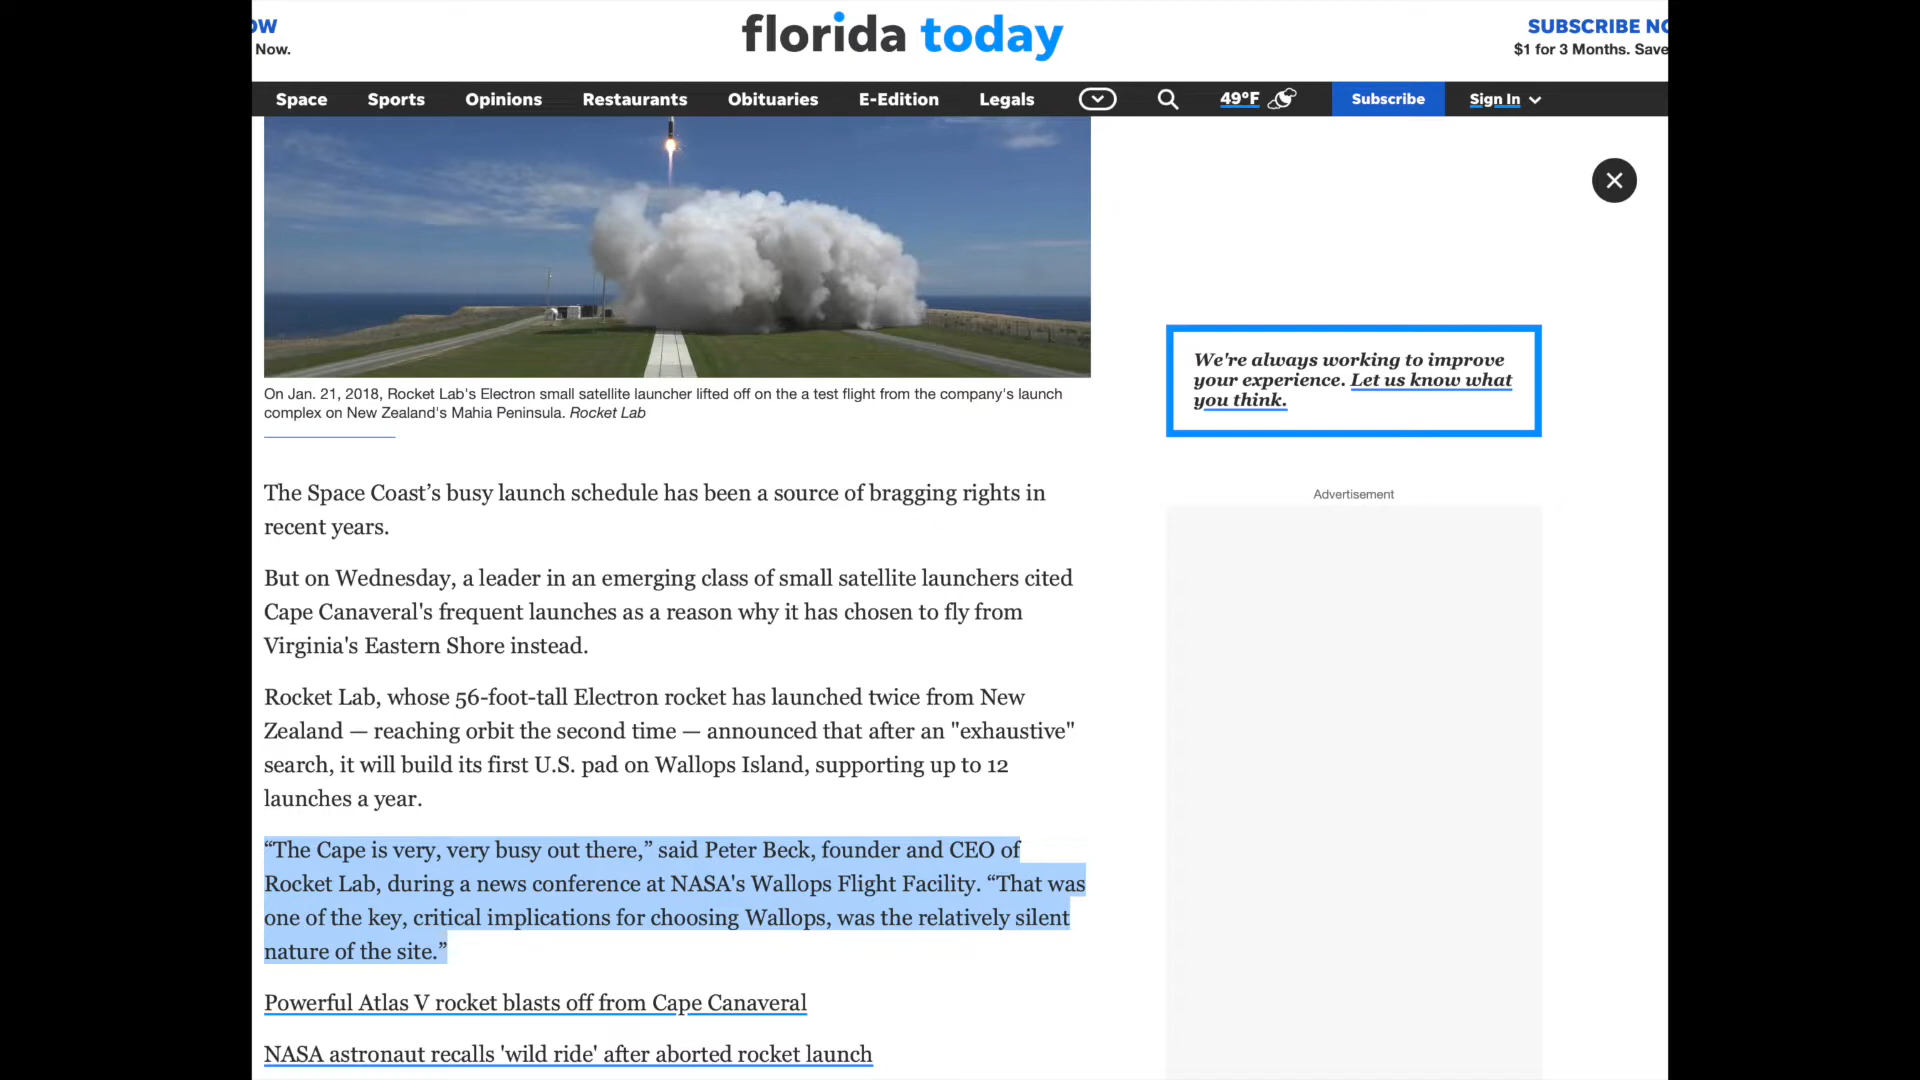 OW
Now.
florida today
SUBSCRIBE NO
$1 for 3 Months. Save
Space Sports Opinions Restaurants Obituaries E-Edition Legals 49°F Subscribe Sign In
On Jan. 21, 2018, Rocket Lab's Electron small satellite launcher lifted off on the a test flight from the company's launch
complex on New Zealand's Mahia Peninsula. Rocket Lab
We're always working to improve
your experience. Let us know what
you think.
Advertisement
The Space Coast’s busy launch schedule has been a source of bragging rights in
recent years.
But on Wednesday, a leader in an emerging class of small satellite launchers cited
Cape Canaveral's frequent launches as a reason why it has chosen to fly from
Virginia's Eastern Shore instead.
Rocket Lab, whose 56-foot-tall Electron rocket has launched twice from New
Zealand — reaching orbit the second time — announced that after an "exhaustive"
search, it will build its first U.S. pad on Wallops Island, supporting up to 12
launches a year.
“The Cape is very, very busy out there,” said Peter Beck, founder and CEO of
Rocket Lab, during a news conference at NASA's Wallops Flight Facility. “That was
one of the key, critical implications for choosing Wallops, was the relatively silent
nature of the site.”
Powerful Atlas V rocket blasts off from Cape Canaveral
NASA astronaut recalls 'wild ride' after aborted rocket launch